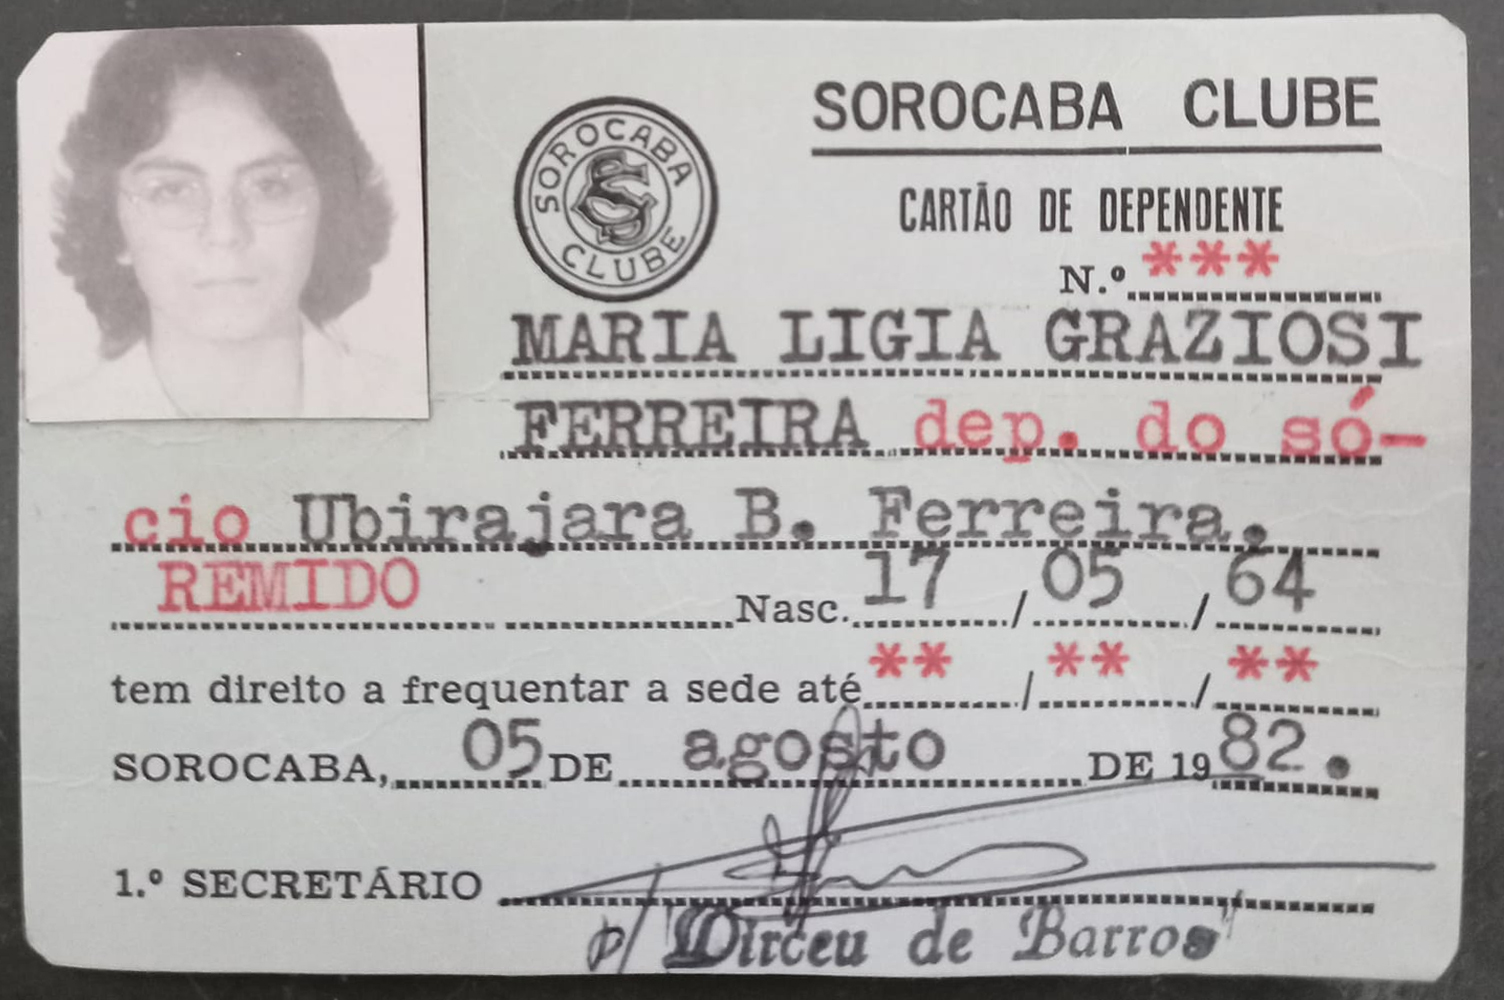 SOROCABA CLUBE
SOROCABA CLUBE
CARTÃO DE DEPENDENTE
N.º ***
MARIA LIGIA GRAZIOSI
FERREIRA dep. do só-
cio Ubirajara B. Ferreira.
REMIDO Nasc. 17 / 05 / 64
tem direito a frequentar a sede até ** / ** / **
SOROCABA, 05 DE agosto DE 1982.
1.º SECRETÁRIO
p/ "Dirceu de Barros"